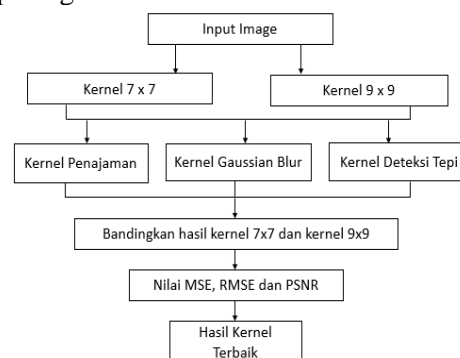 Input Image
Kernel 7 x 7
Kernel 9 x 9
Kernel Penajaman
Kernel Gaussian Blur
Kernel Deteksi Tepi
Bandingkan hasil kernel 7x7 dan kernel 9x9
Nilai MSE, RMSE dan PSNR
Hasil Kernel
Terbaik